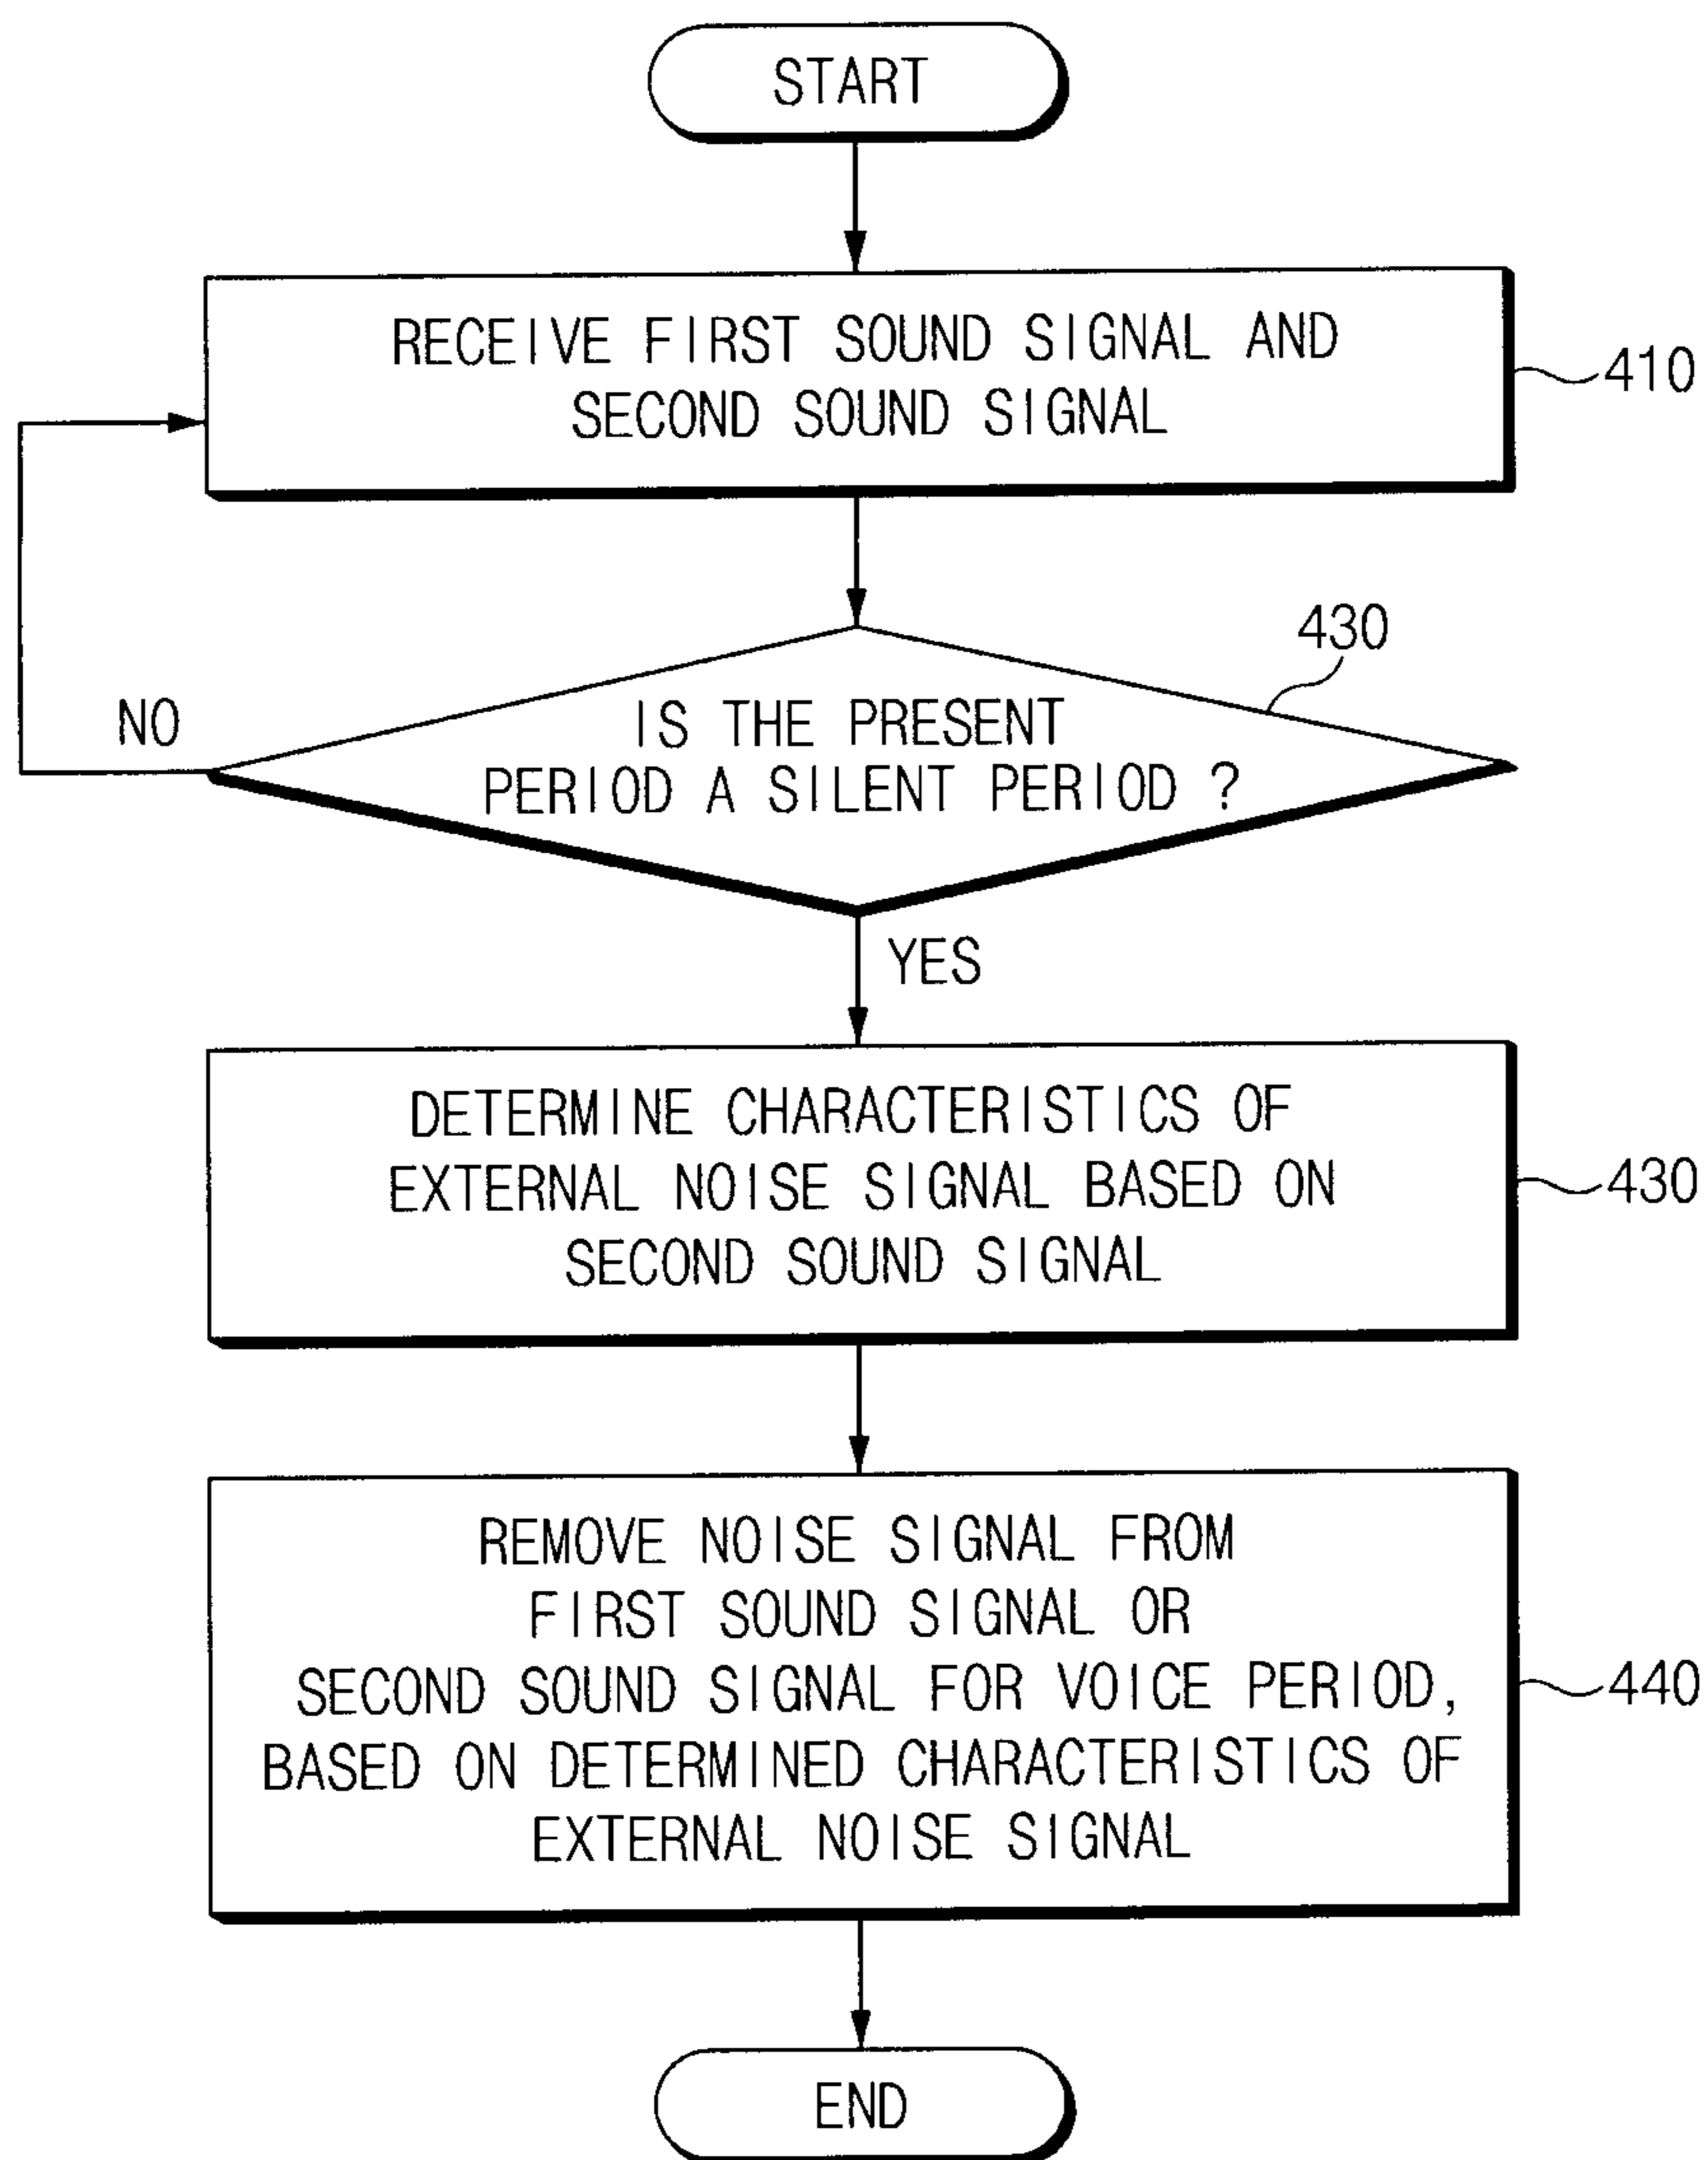 START
RECEIVE FIRST SOUND SIGNAL AND
SECOND SOUND SIGNAL
410
430
IS THE PRESENT
PERIOD A SILENT PERIOD ?
NO
YES
DETERMINE CHARACTERISTICS OF
EXTERNAL NOISE SIGNAL BASED ON
SECOND SOUND SIGNAL
430
REMOVE NOISE SIGNAL FROM
FIRST SOUND SIGNAL OR
SECOND SOUND SIGNAL FOR VOICE PERIOD,
BASED ON DETERMINED CHARACTERISTICS OF
EXTERNAL NOISE SIGNAL
440
END